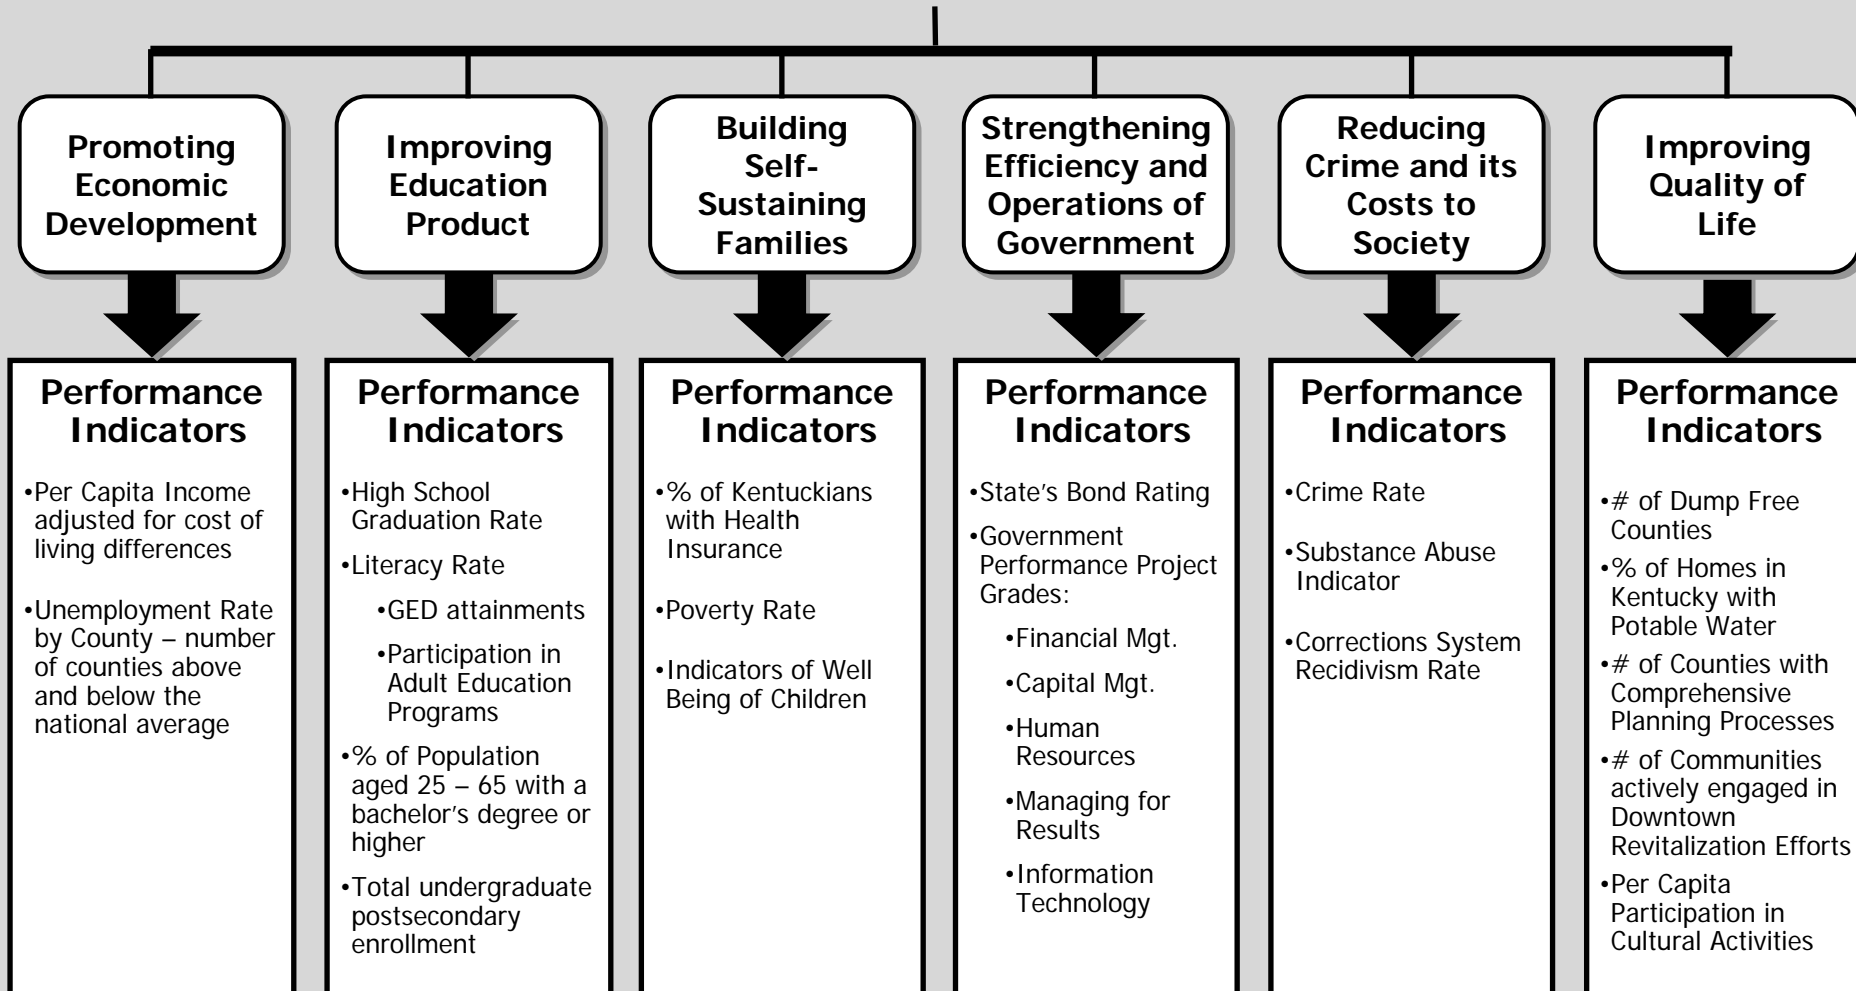 Promoting
Economic
Development
Improving
Education
Product
Building
Self-
Sustaining
Families
Strengthening
Efficiency and
Operations of
Government
Reducing
Crime and its
Costs to
Society
Improving
Quality of
Life
Performance
Indicators
•Per Capita Income
adjusted for cost of
living differences
•Unemployment Rate
by County – number
of counties above
and below the
national average
Performance
Indicators
•High School
Graduation Rate
•Literacy Rate
•GED attainments
•Participation in
Adult Education
Programs
•% of Population
aged 25 – 65 with a
bachelor's degree or
higher
•Total undergraduate
postsecondary
enrollment
Performance
Indicators
•% of Kentuckians
with Health
Insurance
•Poverty Rate
•Indicators of Well
Being of Children
Performance
Indicators
•State's Bond Rating
•Government
Performance Project
Grades:
•Financial Mgt.
•Capital Mgt.
•Human
Resources
•Managing for
Results
•Information
Technology
Performance
Indicators
•Crime Rate
•Substance Abuse
Indicator
•Corrections System
Recidivism Rate
Performance
Indicators
•# of Dump Free
Counties
•% of Homes in
Kentucky with
Potable Water
•# of Counties with
Comprehensive
Planning Processes
•# of Communities
actively engaged in
Downtown
Revitalization Efforts
•Per Capita
Participation in
Cultural Activities